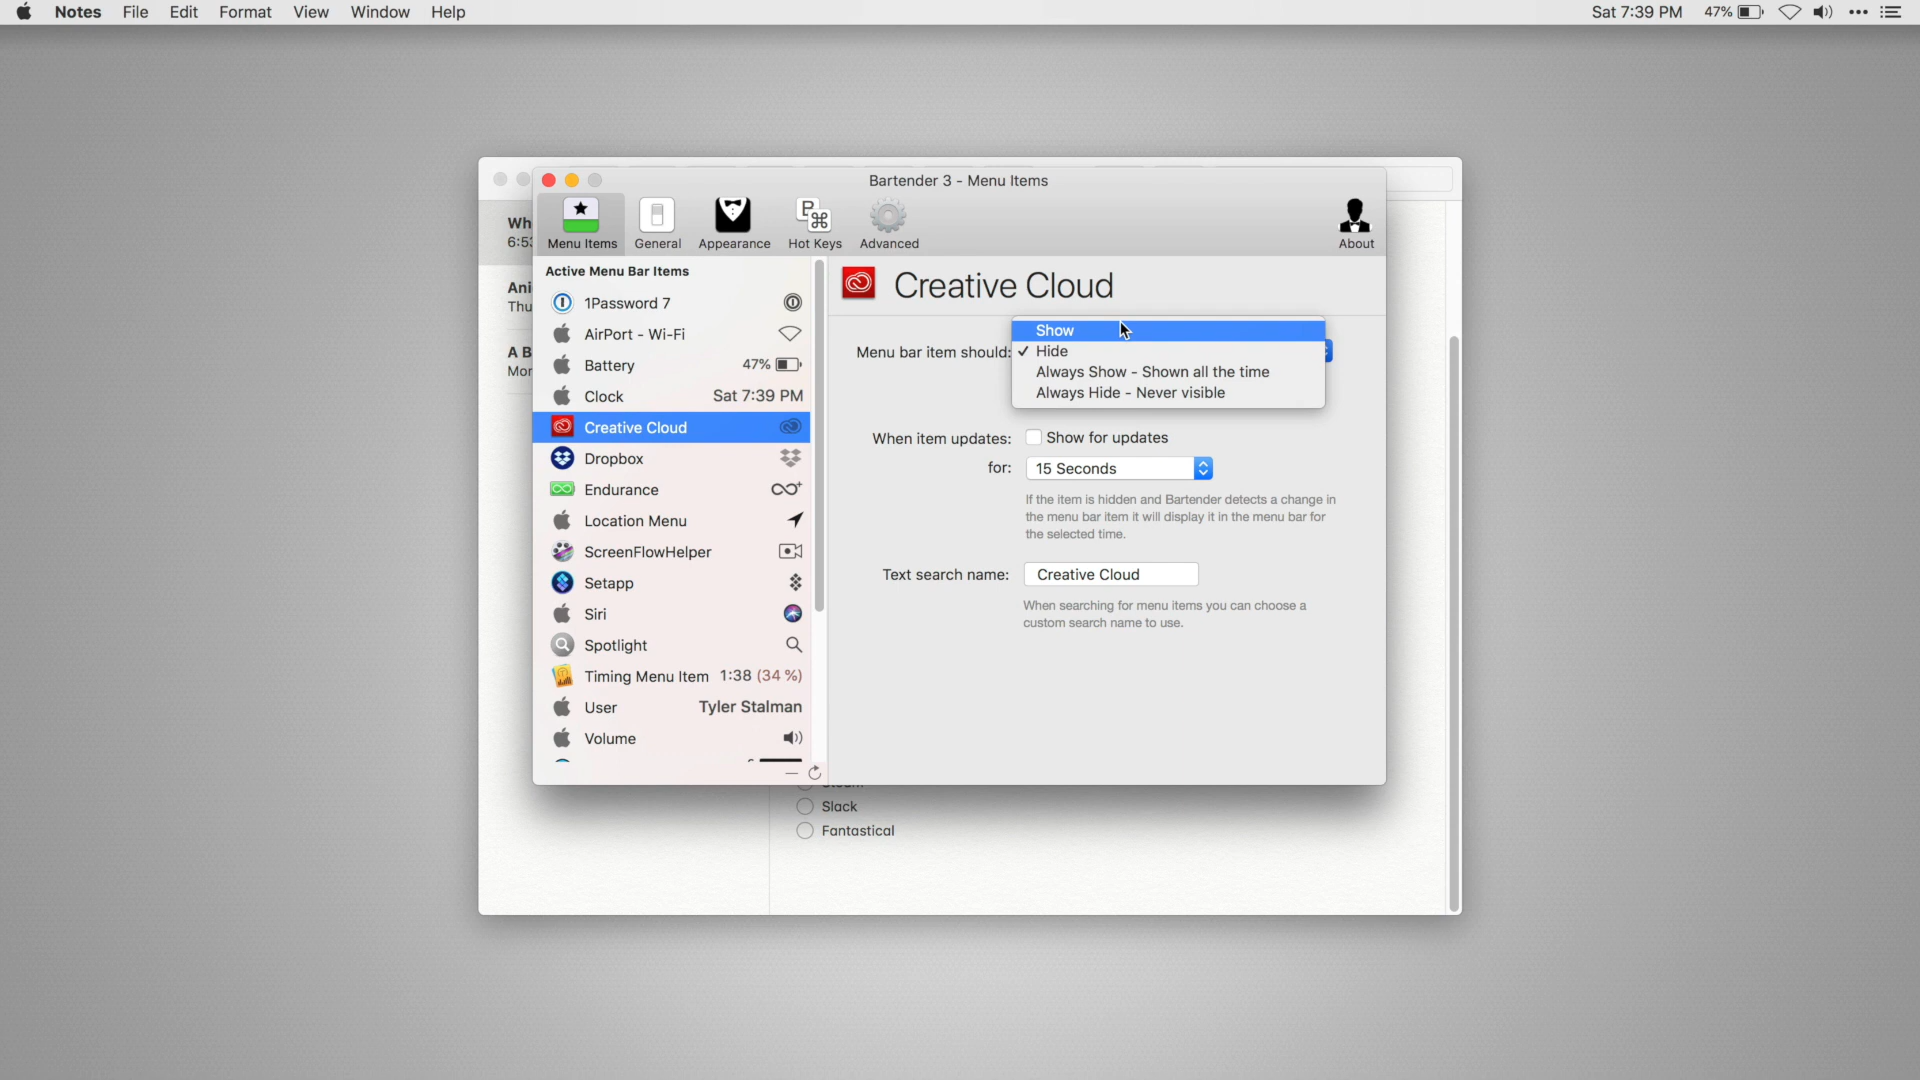 Notes File Edit Format View Window Help Sat 7:39 PM 47%
Bartender 3 - Menu Items
Menu Items General Appearance Hot Keys Advanced About
Wh
6:53
Ani
Thu
A B
Mon
Active Menu Bar Items
1Password 7
AirPort - Wi-Fi
Battery 47%
Clock Sat 7:39 PM
Creative Cloud
Dropbox
Endurance
Location Menu
ScreenFlowHelper
Setapp
Siri
Spotlight
Timing Menu Item 1:38 (34 %)
User Tyler Stalman
Volume
Creative Cloud
Menu bar item should:
Show
✓ Hide
Always Show - Shown all the time
Always Hide - Never visible
When item updates: Show for updates
for: 15 Seconds
If the item is hidden and Bartender detects a change in
the menu bar item it will display it in the menu bar for
the selected time.
Text search name: Creative Cloud
When searching for menu items you can choose a
custom search name to use.
Slack
Fantastical